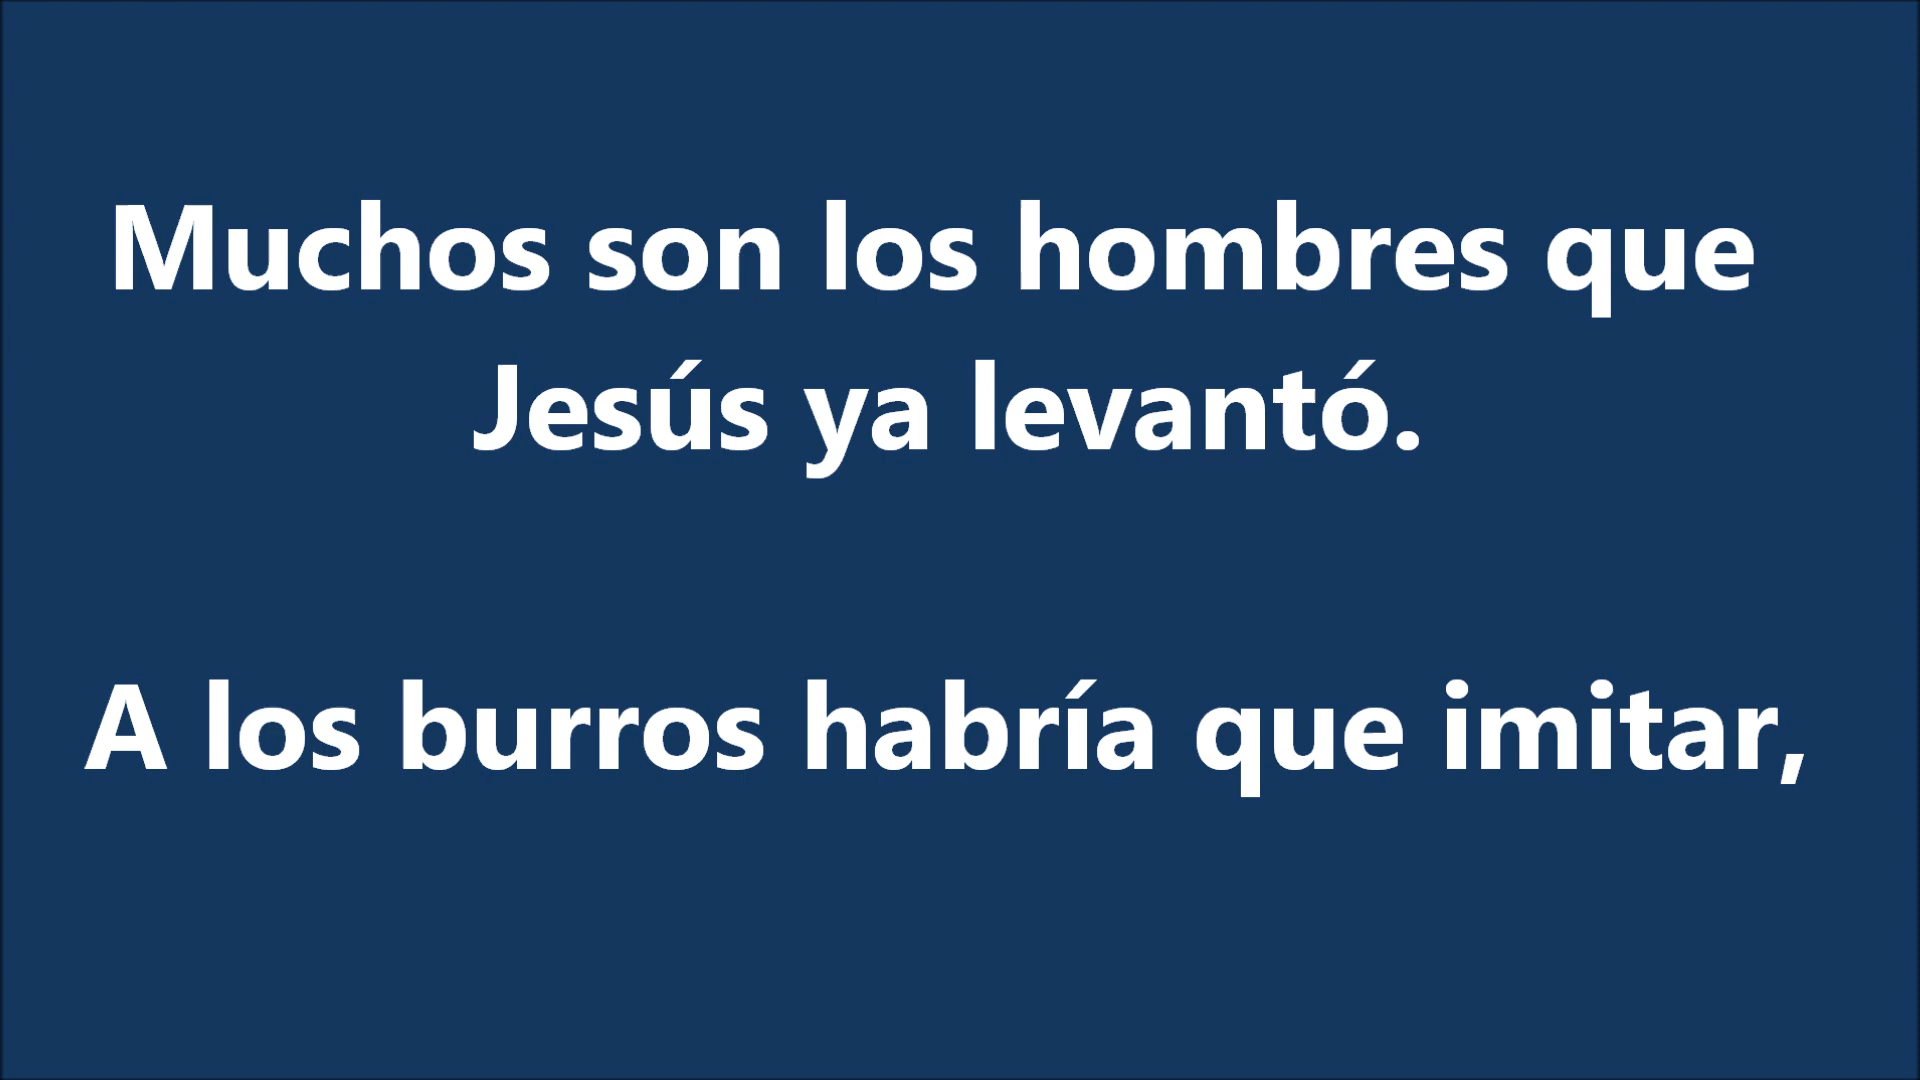 Muchos son los hombres que
Jesús ya levantó.
A los burros habría que imitar,